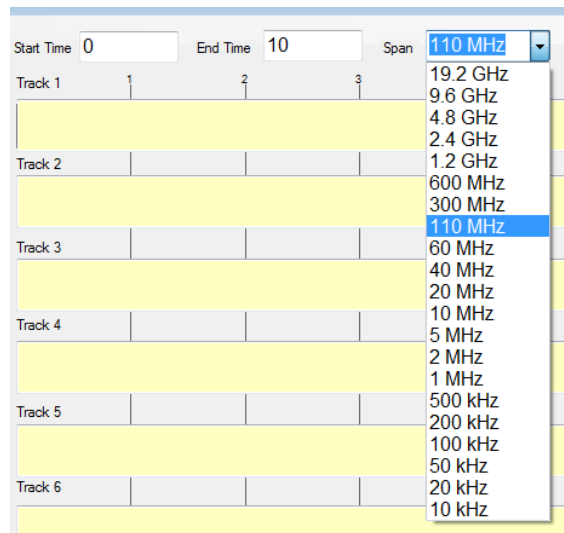 Start Time 0 End Time 10 Span 110 MHz
Track 1 1 2 3
19.2 GHz
9.6 GHz
4.8 GHz
2.4 GHz
Track 2
1.2 GHz
600 MHz
300 MHz
110 MHz
Track 3
60 MHz
40 MHz
20 MHz
10 MHz
Track 4
5 MHz
2 MHz
1 MHz
500 kHz
Track 5
200 kHz
100 kHz
50 kHz
Track 6
20 kHz
10 kHz